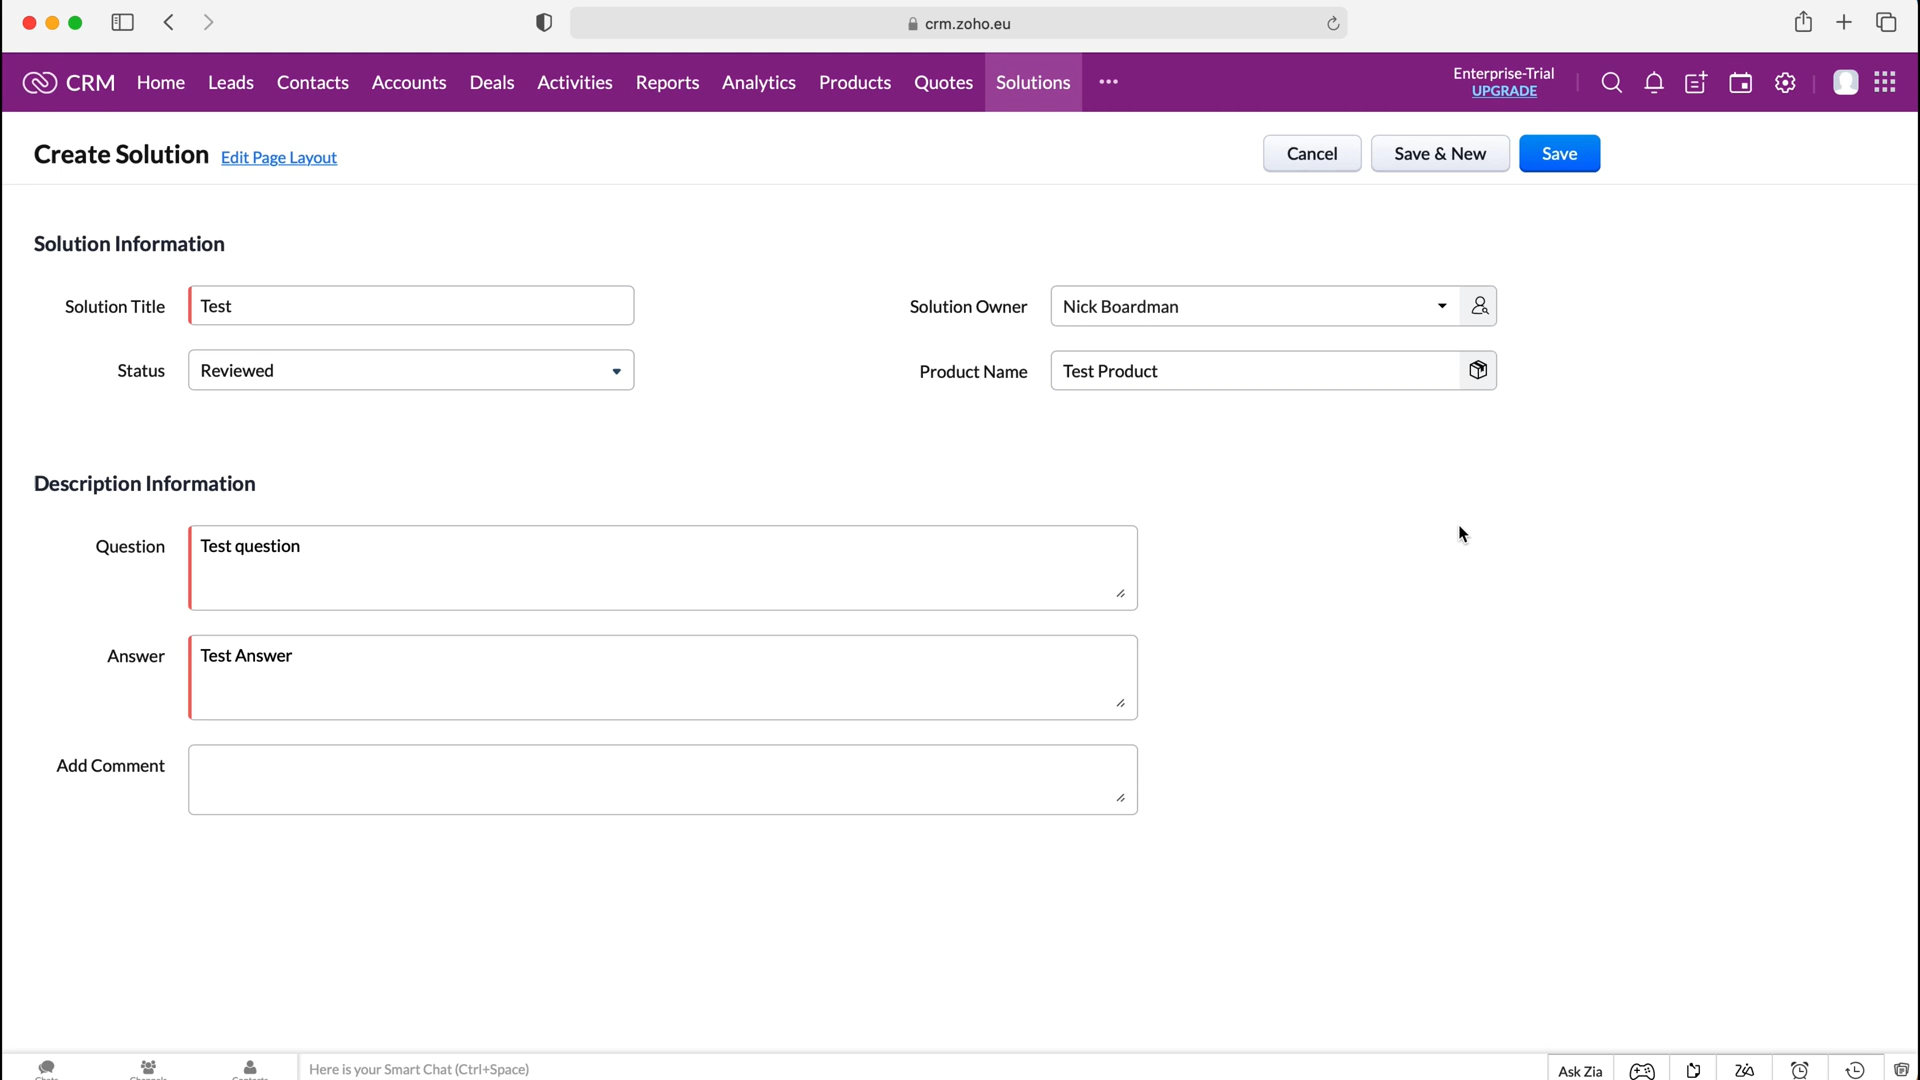 crm.zoho.eu
CRM Home Leads Contacts Accounts Deals Activities Reports Analytics Products Quotes Solutions ••• Enterprise-Trial
UPGRADE
Create Solution Edit Page Layout Cancel Save & New Save
Solution Information
Solution Title Test Solution Owner Nick Boardman
Status Reviewed Product Name Test Product
Description Information
Question Test question
Answer Test Answer
Add Comment
Here is your Smart Chat (Ctrl+Space) Ask Zia